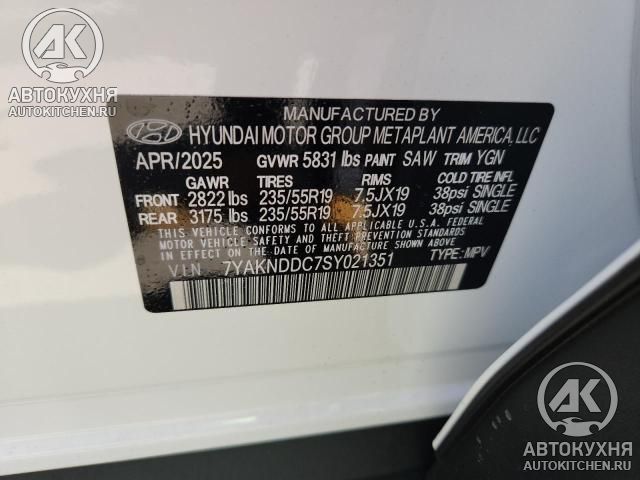 АВТОКУХНЯ
AUTOKITCHEN.RU
MANUFACTURED BY
HYUNDAI MOTOR GROUP METAPLANT AMERICA, LLC
APR/2025 GVWR 5831 lbs PAINT SAW TRIM YGN
GAWR TIRES RIMS COLD TIRE INFL
FRONT 2822 lbs 235/55R19 7.5JX19 38psi SINGLE
REAR 3175 lbs 235/55R19 7.5JX19 38psi SINGLE
THIS VEHICLE CONFORMS TO ALL APPLICABLE U.S.A. FEDERAL
MOTOR VEHICLE SAFETY AND THEFT PREVENTION STANDARDS IN
EFFECT ON THE DATE OF MANUFACTURE SHOWN ABOVE.
VIN 7YAKNDDC7SY021351 TYPE: MPV
АВТОКУХНЯ
AUTOKITCHEN.RU